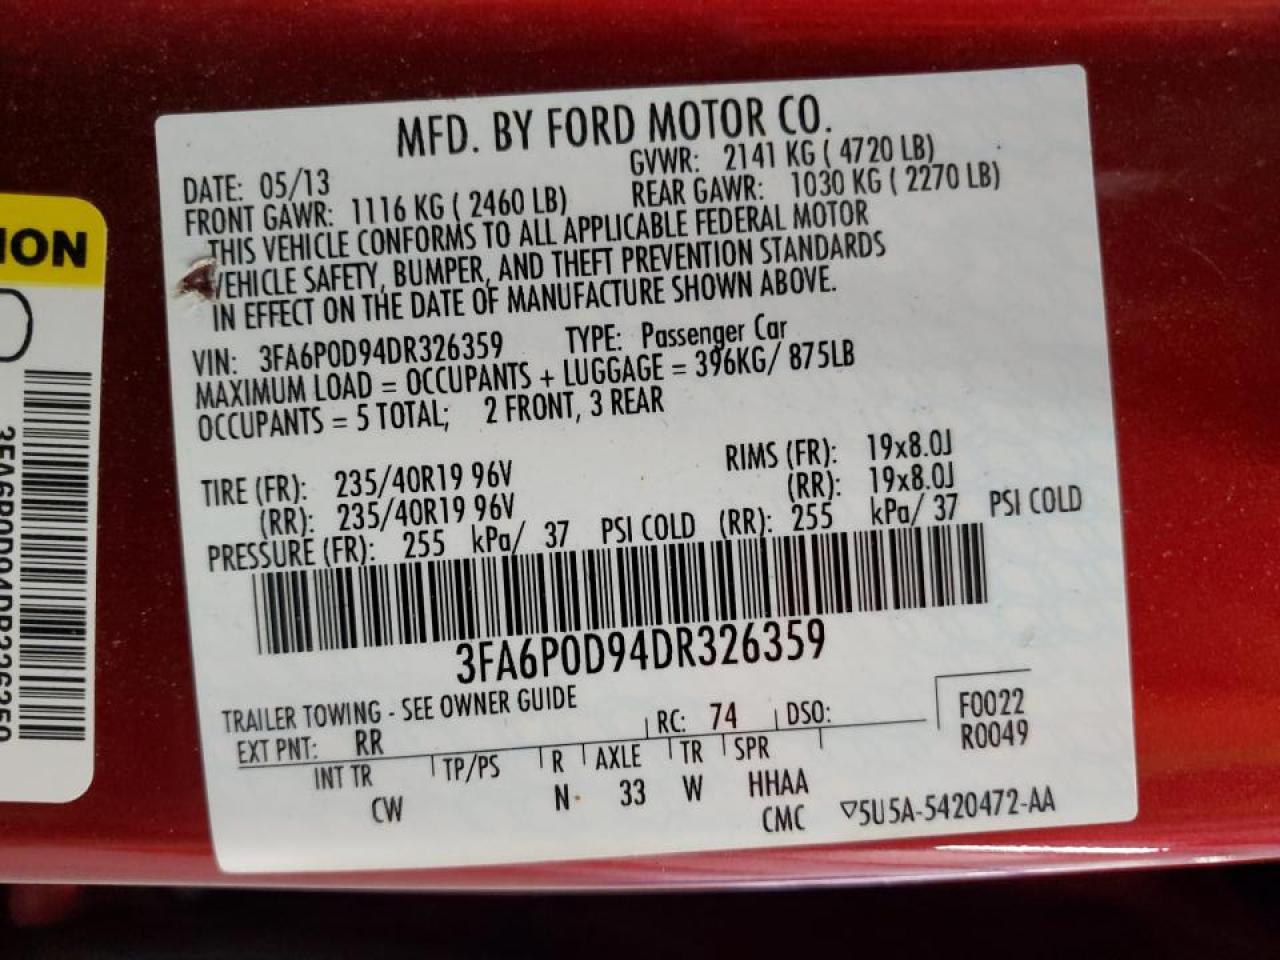 MFD. BY FORD MOTOR CO.
DATE: 05/13 GVWR: 2141 KG ( 4720 LB)
FRONT GAWR: 1116 KG ( 2460 LB) REAR GAWR: 1030 KG ( 2270 LB)
THIS VEHICLE CONFORMS TO ALL APPLICABLE FEDERAL MOTOR
VEHICLE SAFETY, BUMPER, AND THEFT PREVENTION STANDARDS
IN EFFECT ON THE DATE OF MANUFACTURE SHOWN ABOVE.
VIN: 3FA6P0D94DR326359 TYPE: Passenger Car
MAXIMUM LOAD = OCCUPANTS + LUGGAGE = 396KG/ 875LB
OCCUPANTS = 5 TOTAL; 2 FRONT, 3 REAR
TIRE (FR): 235/40R19 96V RIMS (FR): 19x8.0J
(RR): 235/40R19 96V (RR): 19x8.0J
PRESSURE (FR): 255 kPa/ 37 PSI COLD (RR): 255 kPa/ 37 PSI COLD
3FA6P0D94DR326359
TRAILER TOWING - SEE OWNER GUIDE
EXT PNT: RR RC: 74 DSO: F0022
R0049
INT TR TP/PS R AXLE TR SPR
CW N 33 W HHAA
CMC ▽5U5A-5420472-AA
ION
3FA6P0D94DR326359